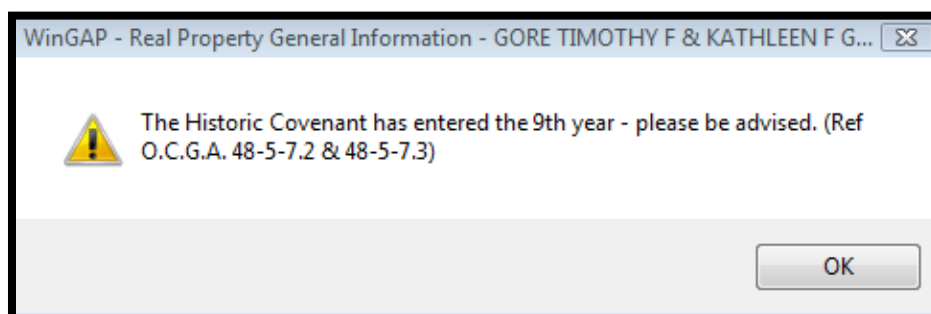 WinGAP - Real Property General Information - GORE TIMOTHY F & KATHLEEN F G...
The Historic Covenant has entered the 9th year - please be advised. (Ref
O.C.G.A. 48-5-7.2 & 48-5-7.3)
OK